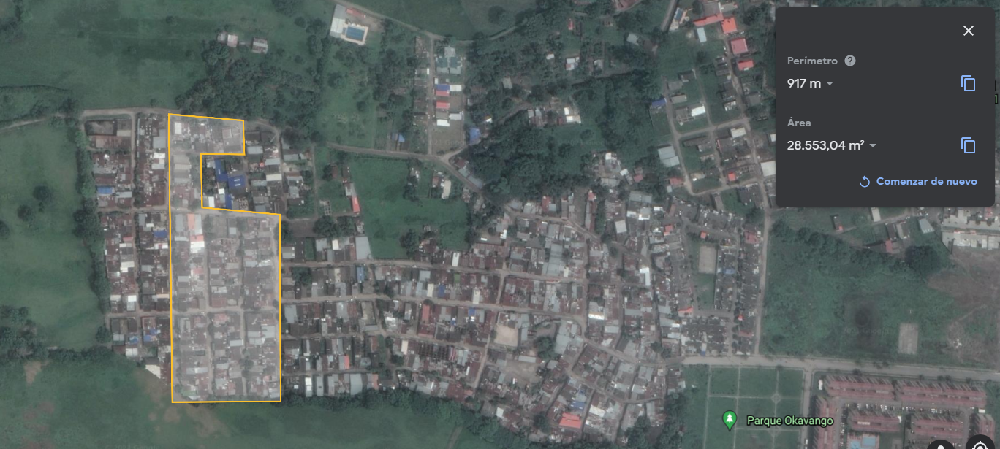 Perímetro
917 m
Área
28.553,04 m²
Comenzar de nuevo
Parque Okavango